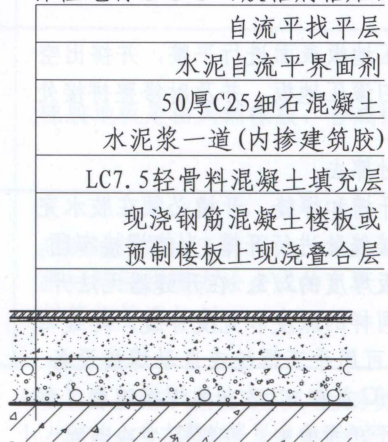 自流平找平层
水泥自流平界面剂
50厚C25细石混凝土
水泥浆一道(内掺建筑胶)
LC7.5轻骨料混凝土填充层
现浇钢筋混凝土楼板或
预制楼板上现浇叠合层